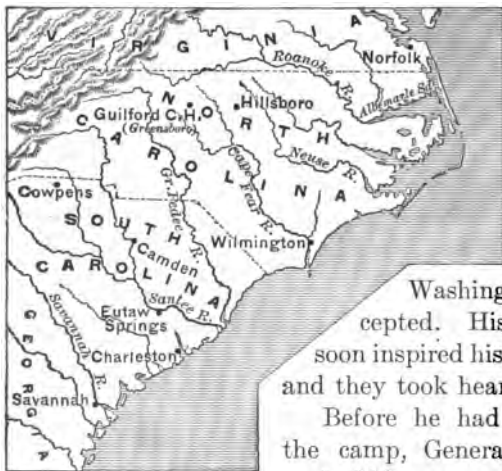 VIRGINIA
Norfolk
Roanoke R.
Albemarle Sd.
Guilford C.H.
(Greensboro)
Hillsboro
NORTH
CAROLINA
Neuse R.
Cape Fear R.
Gr. Pedee R.
Cowpens
SOUTH
CAROLINA
Camden
Wilmington
Santee R.
Eutaw
Springs
Charleston
Savannah R.
Savannah
GEORGIA
Washing
cepted. His
soon inspired his
and they took hear
Before he had
the camp, Genera